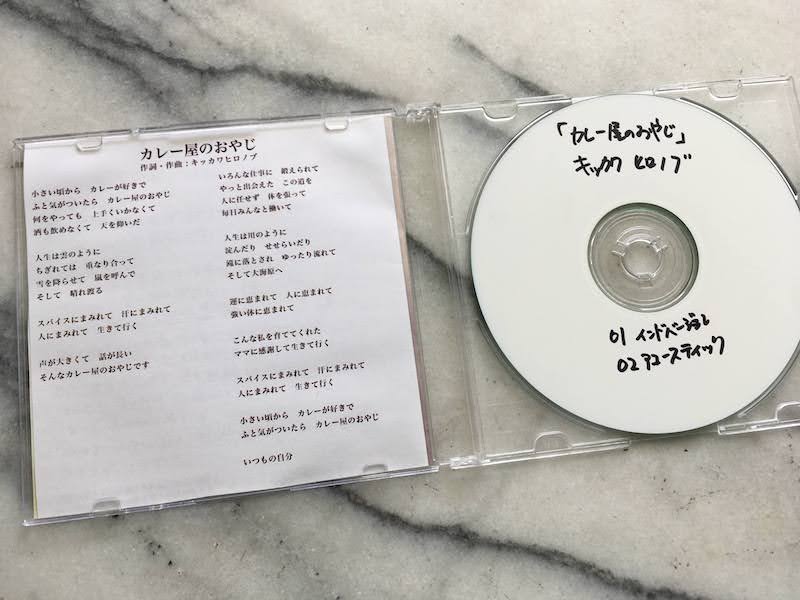 カレー屋のおやじ
作詞・作曲：キッカワヒロノブ
小さい頃から　カレーが好きで
ふと気がついたら　カレー屋のおやじ
何をやっても　上手くいかなくて
酒も飲めなくて　天を仰いだ
人生は雲のように
ちぎれては　重なり合って
雪を降らせて　嵐を呼んで
そして　晴れ渡る
スパイスにまみれて　汗にまみれて
人にまみれて　生きて行く
声が大きくて　話が長い
そんなカレー屋のおやじです
いろんな仕事に　鍛えられて
やっと出会えた　この道を
人に任せず　体を張って
毎日みんなと働いて
人生は川のように
淀んだり　せせらいだり
滝に落とされ　ゆったり流れて
そして大海原へ
運に恵まれて　人に恵まれて
強い体に恵まれて
こんな私を育ててくれた
ママに感謝して生きて行く
スパイスにまみれて　汗にまみれて
人にまみれて　生きて行く
小さい頃から　カレーが好きで
ふと気がついたら　カレー屋のおやじ
いつもの自分
「カレー屋のおやじ」
キッカワ ヒロノブ
01 インドバージョン
02 アコースティック